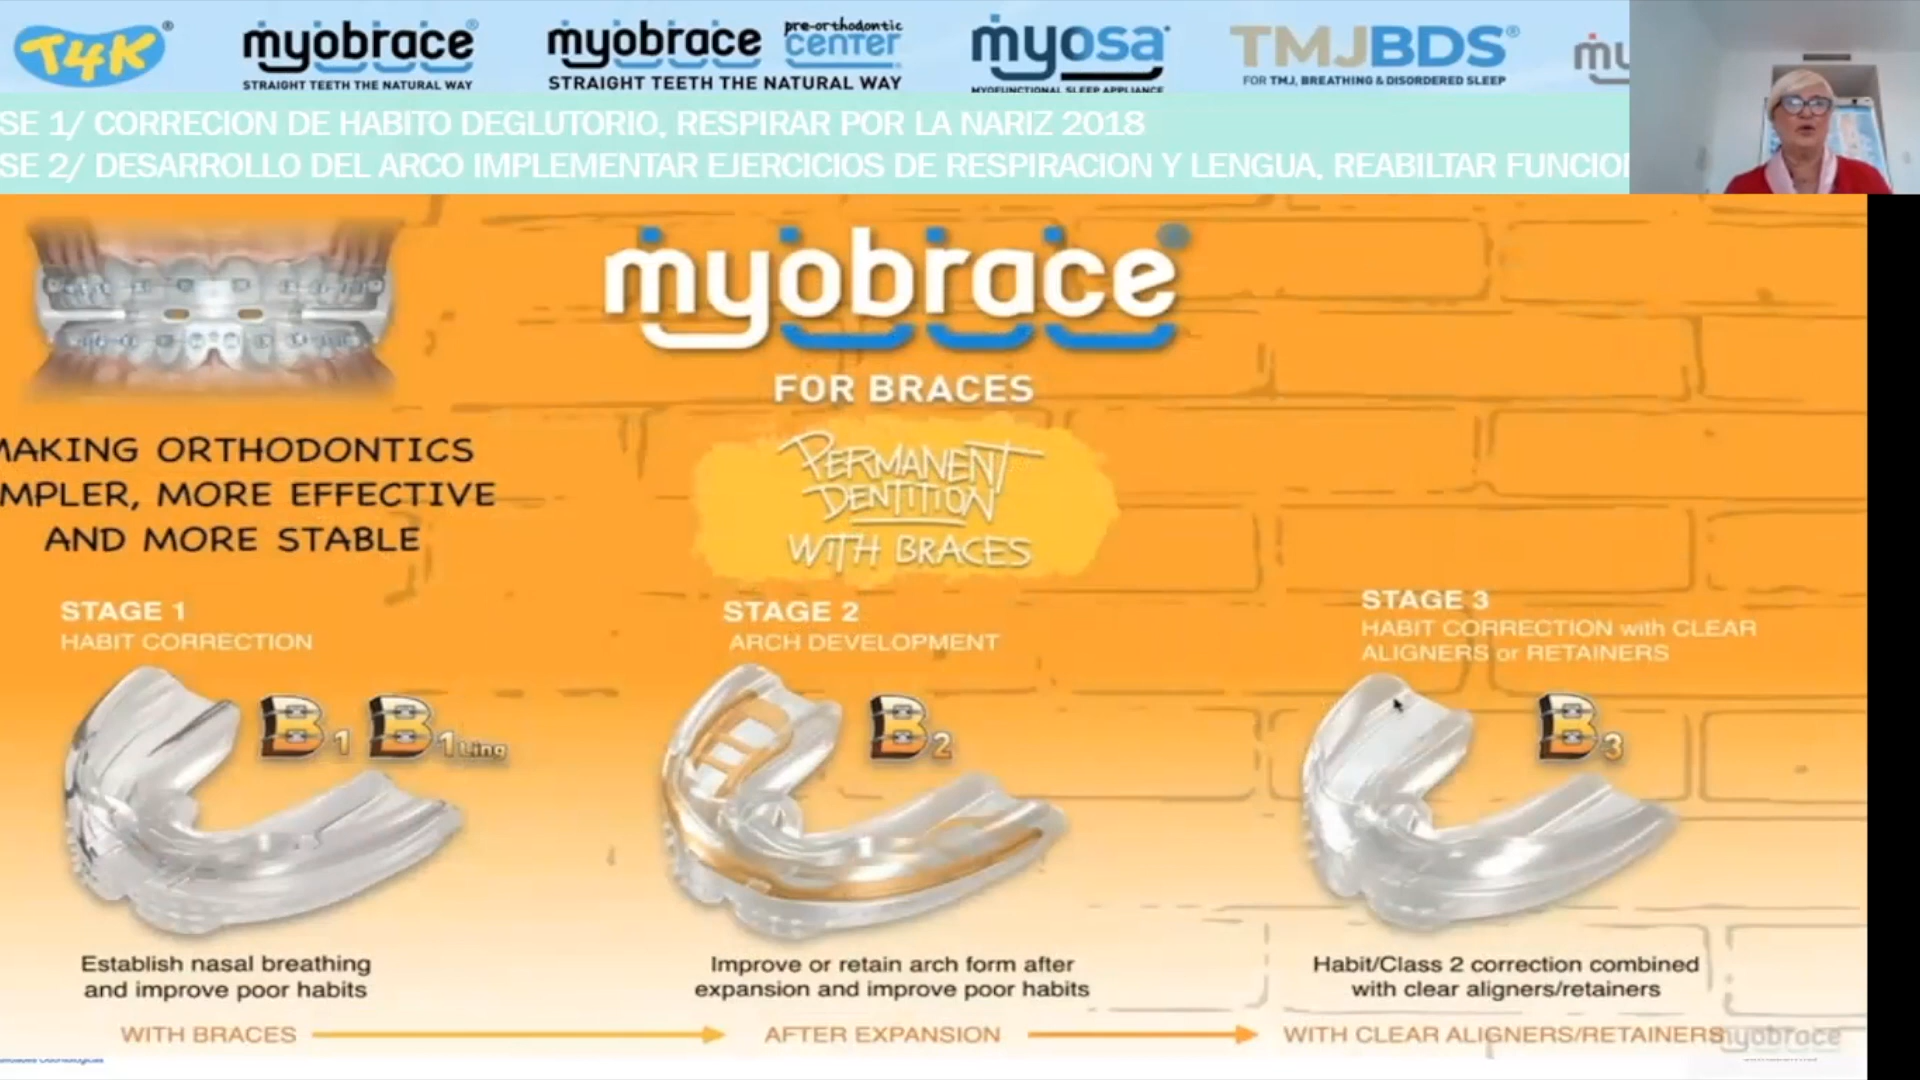 T4K®
myobrace®
STRAIGHT TEETH THE NATURAL WAY
myobrace pre-orthodontic center®
STRAIGHT TEETH THE NATURAL WAY
myosa®
MYOFUNCTIONAL SLEEP APPLIANCE
TMJBDS®
FOR TMJ, BREATHING & DISORDERED SLEEP
SE 1/ CORRECION DE HABITO DEGLUTORIO, RESPIRAR POR LA NARIZ 2018
SE 2/ DESARROLLO DEL ARCO IMPLEMENTAR EJERCICIOS DE RESPIRACION Y LENGUA, REABILTAR FUNCIO
myobrace®
FOR BRACES
PERMANENT
DENTITION
WITH BRACES
MAKING ORTHODONTICS
MPLER, MORE EFFECTIVE
AND MORE STABLE
STAGE 1
HABIT CORRECTION
B1 B1Ling
Establish nasal breathing
and improve poor habits
WITH BRACES
STAGE 2
ARCH DEVELOPMENT
B2
Improve or retain arch form after
expansion and improve poor habits
AFTER EXPANSION
STAGE 3
HABIT CORRECTION with CLEAR
ALIGNERS or RETAINERS
B3
Habit/Class 2 correction combined
with clear aligners/retainers
WITH CLEAR ALIGNERS/RETAINERS
myobrace